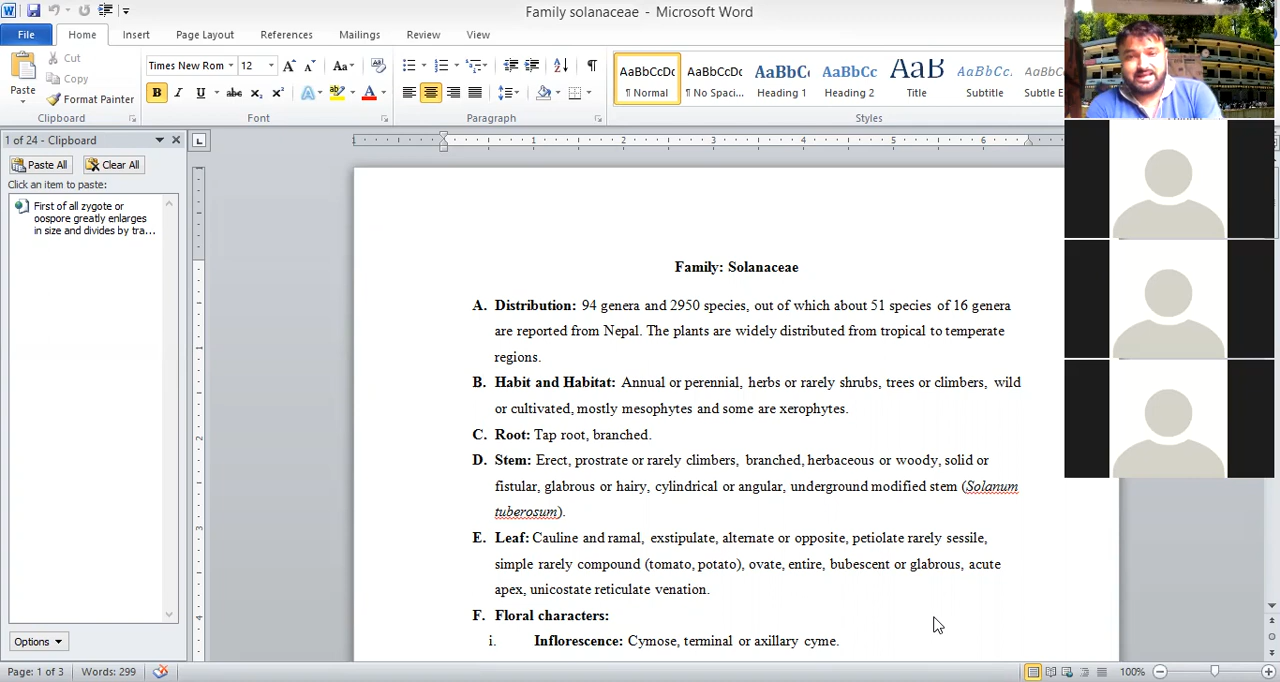 Family solanaceae - Microsoft Word
File Home Insert Page Layout References Mailings Review View
Cut
Copy
Format Painter
Paste
Times New Rom 12
AaBbCcDc AaBbCcDc AaBbC AaBbCc AaB AaBbCc. AaBbCc
¶ Normal ¶ No Spaci... Heading 1 Heading 2 Title Subtitle Subtle E
Clipboard Font Paragraph Styles
1 of 24 - Clipboard
Paste All Clear All
Click an item to paste:
First of all zygote or
oospore greatly enlarges
in size and divides by tra...
1 1 2 3 4 5 6
Family: Solanaceae
A. Distribution: 94 genera and 2950 species, out of which about 51 species of 16 genera
are reported from Nepal. The plants are widely distributed from tropical to temperate
regions.
B. Habit and Habitat: Annual or perennial, herbs or rarely shrubs, trees or climbers, wild
or cultivated, mostly mesophytes and some are xerophytes.
C. Root: Tap root, branched.
D. Stem: Erect, prostrate or rarely climbers, branched, herbaceous or woody, solid or
fistular, glabrous or hairy, cylindrical or angular, underground modified stem (Solanum
tuberosum).
E. Leaf: Cauline and ramal, exstipulate, alternate or opposite, petiolate rarely sessile,
simple rarely compound (tomato, potato), ovate, entire, bubescent or glabrous, acute
apex, unicostate reticulate venation.
F. Floral characters:
i. Inflorescence: Cymose, terminal or axillary cyme.
Options
Page: 1 of 3 Words: 299 100%